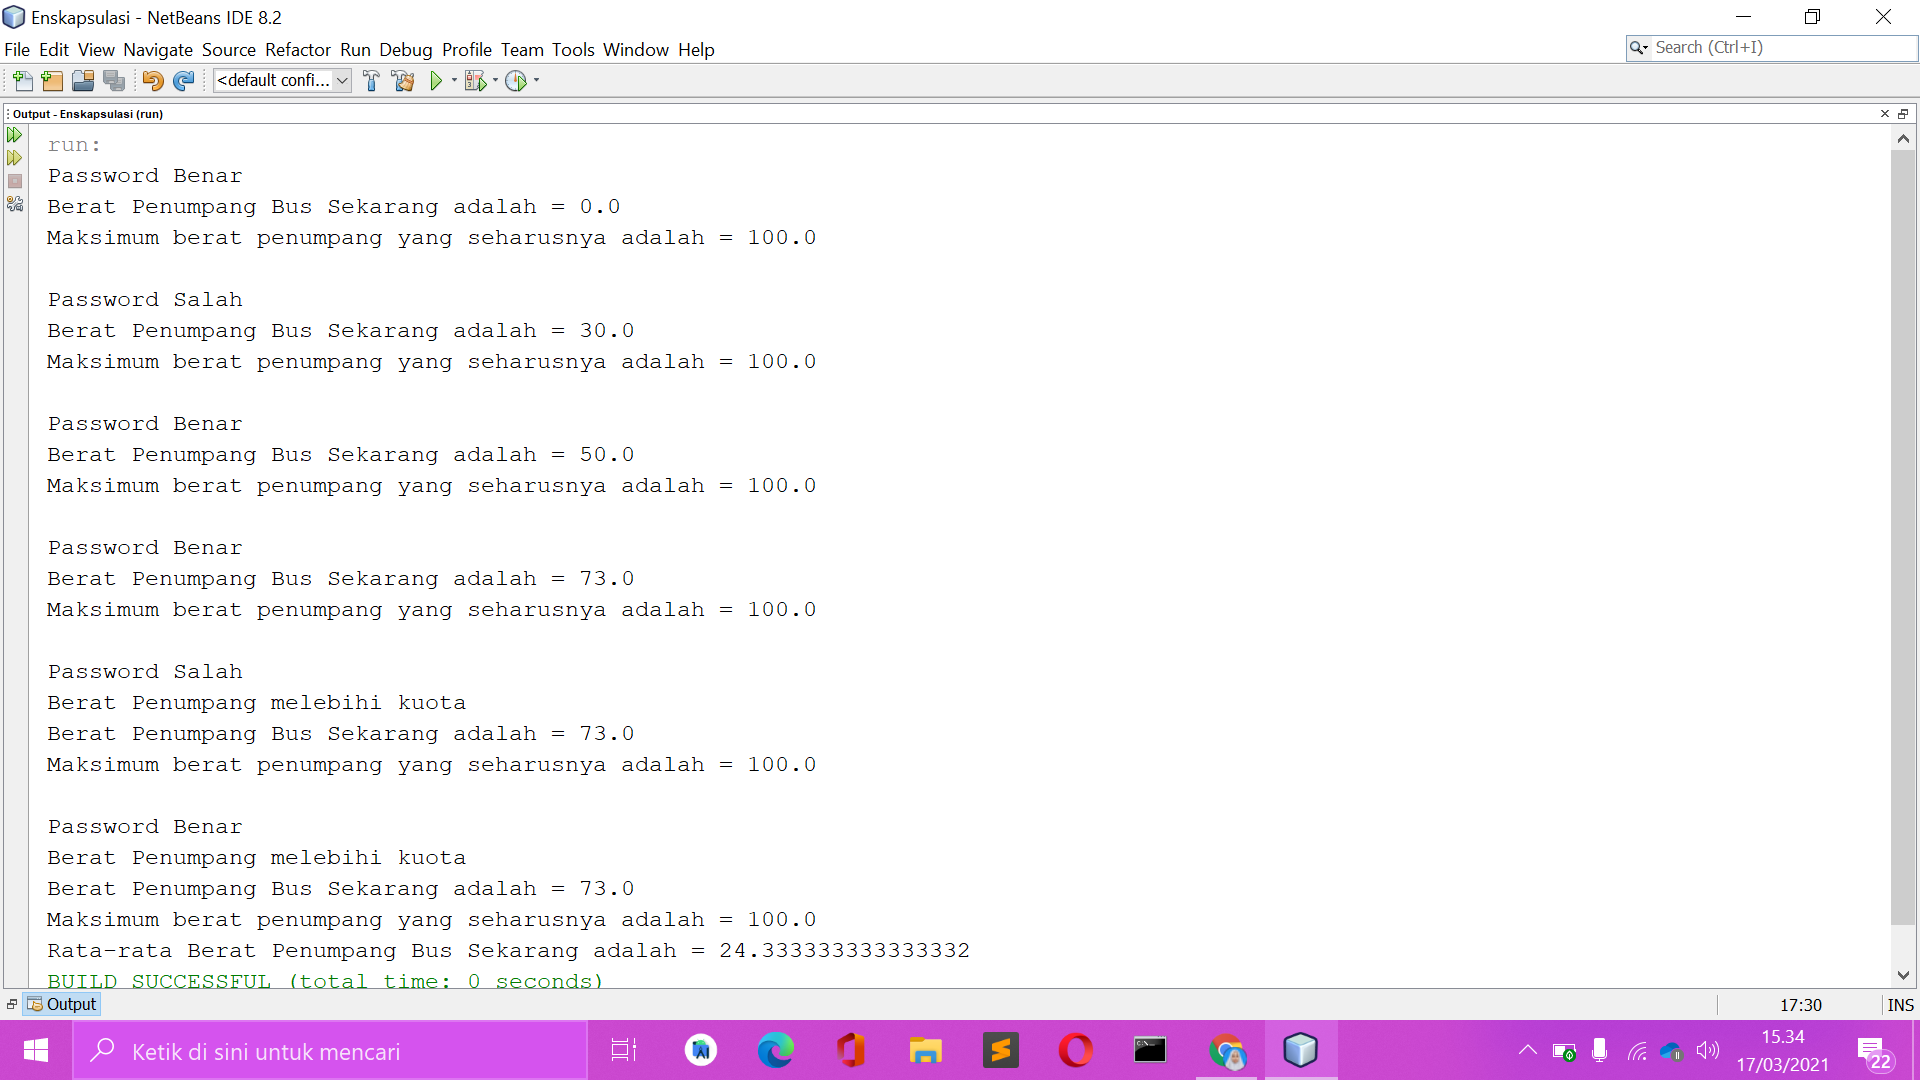 Enskapsulasi - NetBeans IDE 8.2
File Edit View Navigate Source Refactor Run Debug Profile Team Tools Window Help
Search (Ctrl+I)
<default confi...
Output - Enskapsulasi (run)
run:
Password Benar
Berat Penumpang Bus Sekarang adalah = 0.0
Maksimum berat penumpang yang seharusnya adalah = 100.0
Password Salah
Berat Penumpang Bus Sekarang adalah = 30.0
Maksimum berat penumpang yang seharusnya adalah = 100.0
Password Benar
Berat Penumpang Bus Sekarang adalah = 50.0
Maksimum berat penumpang yang seharusnya adalah = 100.0
Password Benar
Berat Penumpang Bus Sekarang adalah = 73.0
Maksimum berat penumpang yang seharusnya adalah = 100.0
Password Salah
Berat Penumpang melebihi kuota
Berat Penumpang Bus Sekarang adalah = 73.0
Maksimum berat penumpang yang seharusnya adalah = 100.0
Password Benar
Berat Penumpang melebihi kuota
Berat Penumpang Bus Sekarang adalah = 73.0
Maksimum berat penumpang yang seharusnya adalah = 100.0
Rata-rata Berat Penumpang Bus Sekarang adalah = 24.333333333333332
BUILD SUCCESSFUL (total time: 0 seconds)
Output
17:30 INS
Ketik di sini untuk mencari
15.34
17/03/2021
22